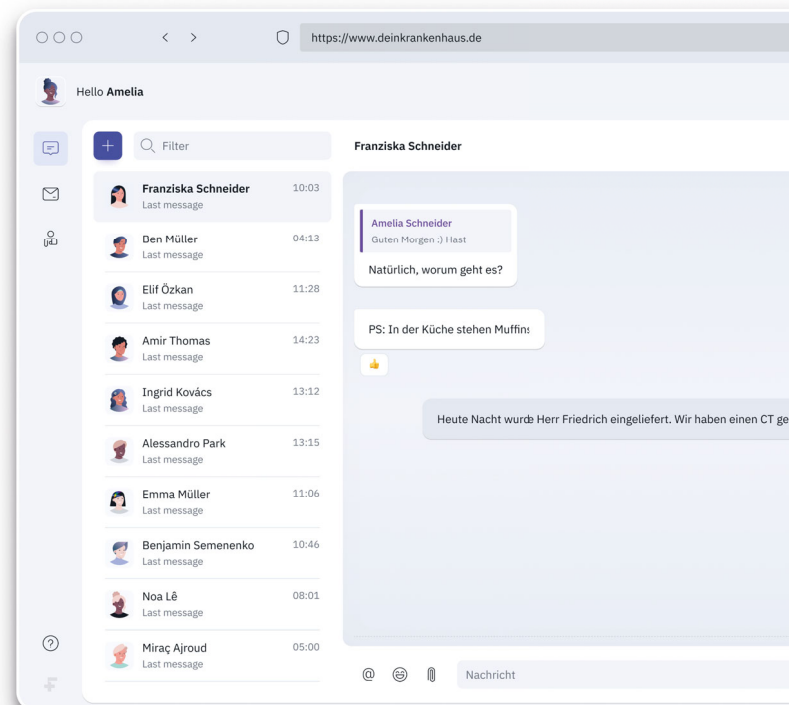 https://www.deinkrankenhaus.de
Hello Amelia
Filter
Franziska Schneider
Franziska Schneider 10:03
Last message
Den Müller 04:13
Last message
Elif Özkan 11:28
Last message
Amir Thomas 14:23
Last message
Ingrid Kovács 13:12
Last message
Alessandro Park 13:15
Last message
Emma Müller 11:06
Last message
Benjamin Semenenko 10:46
Last message
Noa Lê 08:01
Last message
Miraç Ajroud 05:00
Last message
Amelia Schneider
Guten Morgen :) Hast
Natürlich, worum geht es?
PS: In der Küche stehen Muffins
Heute Nacht wurde Herr Friedrich eingeliefert. Wir haben einen CT ge
@ Nachricht